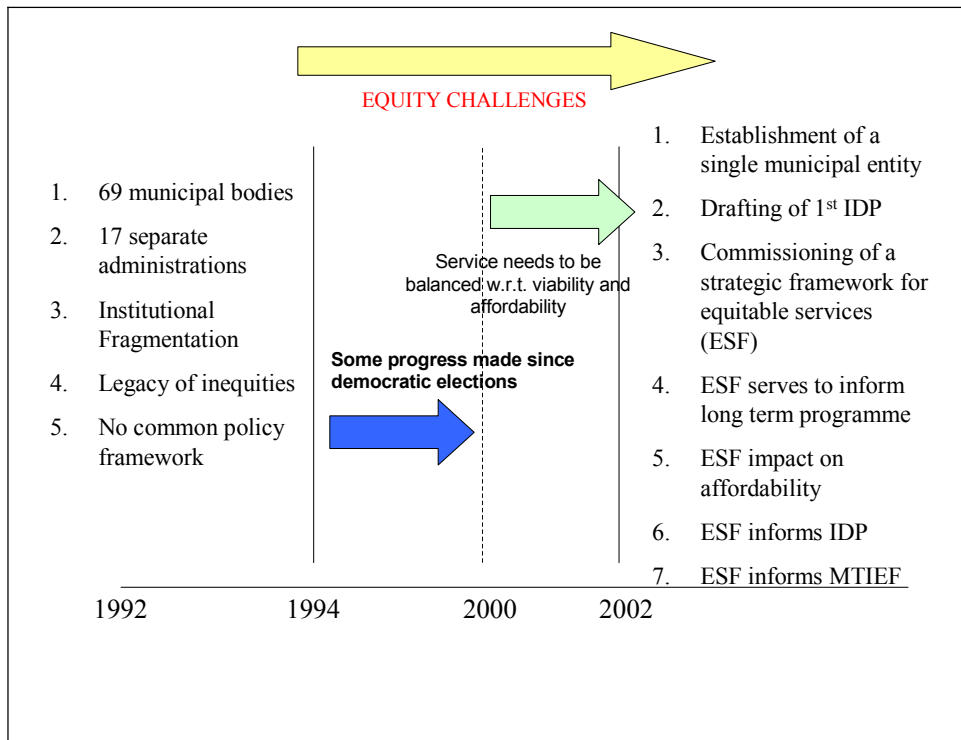 EQUITY CHALLENGES
1. 69 municipal bodies
2. 17 separate
administrations
3. Institutional
Fragmentation
4. Legacy of inequities
5. No common policy
framework
Service needs to be
balanced w.r.t. viability and
affordability
Some progress made since
democratic elections
1. Establishment of a
single municipal entity
2. Drafting of 1st IDP
3. Commissioning of a
strategic framework for
equitable services
(ESF)
4. ESF serves to inform
long term programme
5. ESF impact on
affordability
6. ESF informs IDP
7. ESF informs MTIEF
1992 1994 2000 2002